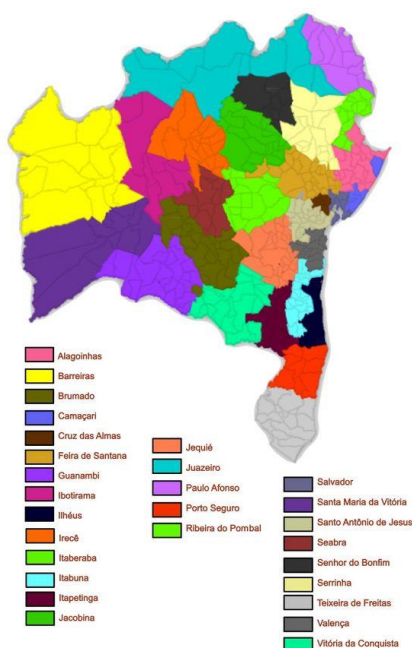 Alagoinhas
Barreiras
Brumado
Camaçari
Cruz das Almas
Feira de Santana
Guanambi
Ibotirama
Ilhéus
Irecê
Itaberaba
Itabuna
Itapetinga
Jacobina
Jequié
Juazeiro
Paulo Afonso
Porto Seguro
Ribeira do Pombal
Salvador
Santa Maria da Vitória
Santo Antônio de Jesus
Seabra
Senhor do Bonfim
Serrinha
Teixeira de Freitas
Valença
Vitória da Conquista